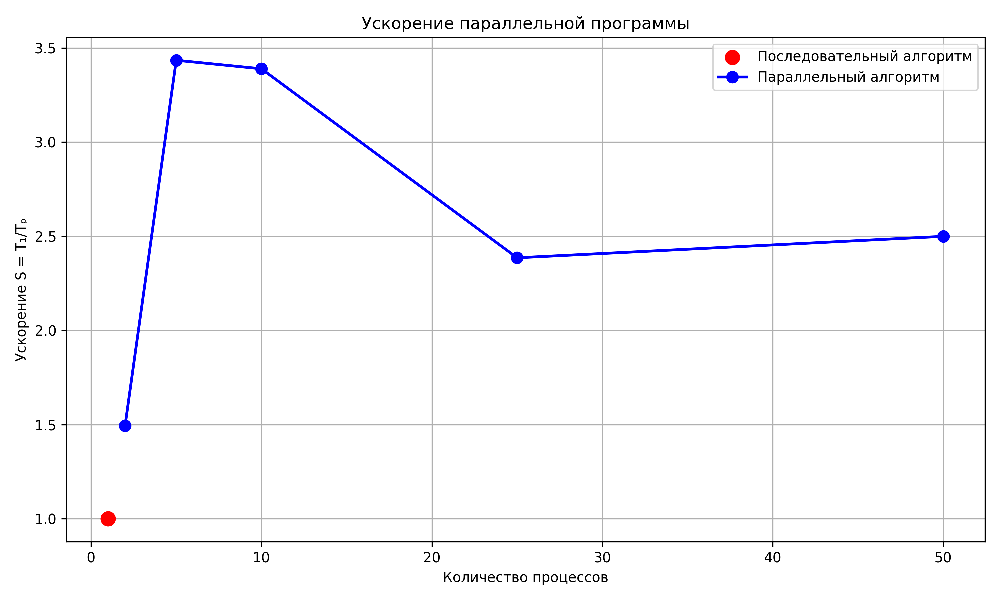 Ускорение параллельной программы
Последовательный алгоритм
Параллельный алгоритм
Ускорение S = T₁/Tₚ
3.5
3.0
2.5
2.0
1.5
1.0
0
10
20
30
40
50
Количество процессов